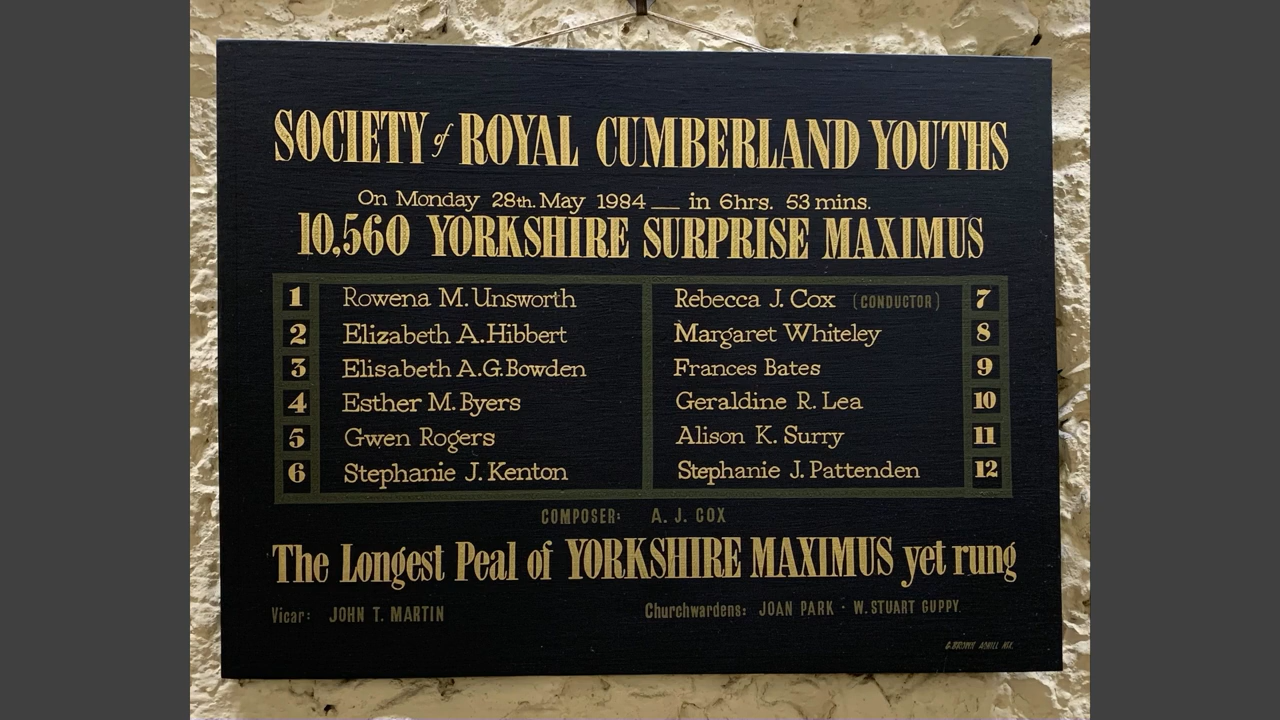 SOCIETY of ROYAL CUMBERLAND YOUTHS
On Monday 28th. May 1984 — in 6hrs. 53 mins.
10,560 YORKSHIRE SURPRISE MAXIMUS
1 Rowena M. Unsworth Rebecca J. Cox (CONDUCTOR) 7
2 Elizabeth A. Hibbert Margaret Whiteley 8
3 Elisabeth A.G. Bowden Frances Bates 9
4 Esther M. Byers Geraldine R. Lea 10
5 Gwen Rogers Alison K. Surry 11
6 Stephanie J. Kenton Stephanie J. Pattenden 12
COMPOSER: A. J. COX
The Longest Peal of YORKSHIRE MAXIMUS yet rung
Vicar: JOHN T. MARTIN Churchwardens: JOAN PARK · W. STUART GUPPY.
G. BROWN